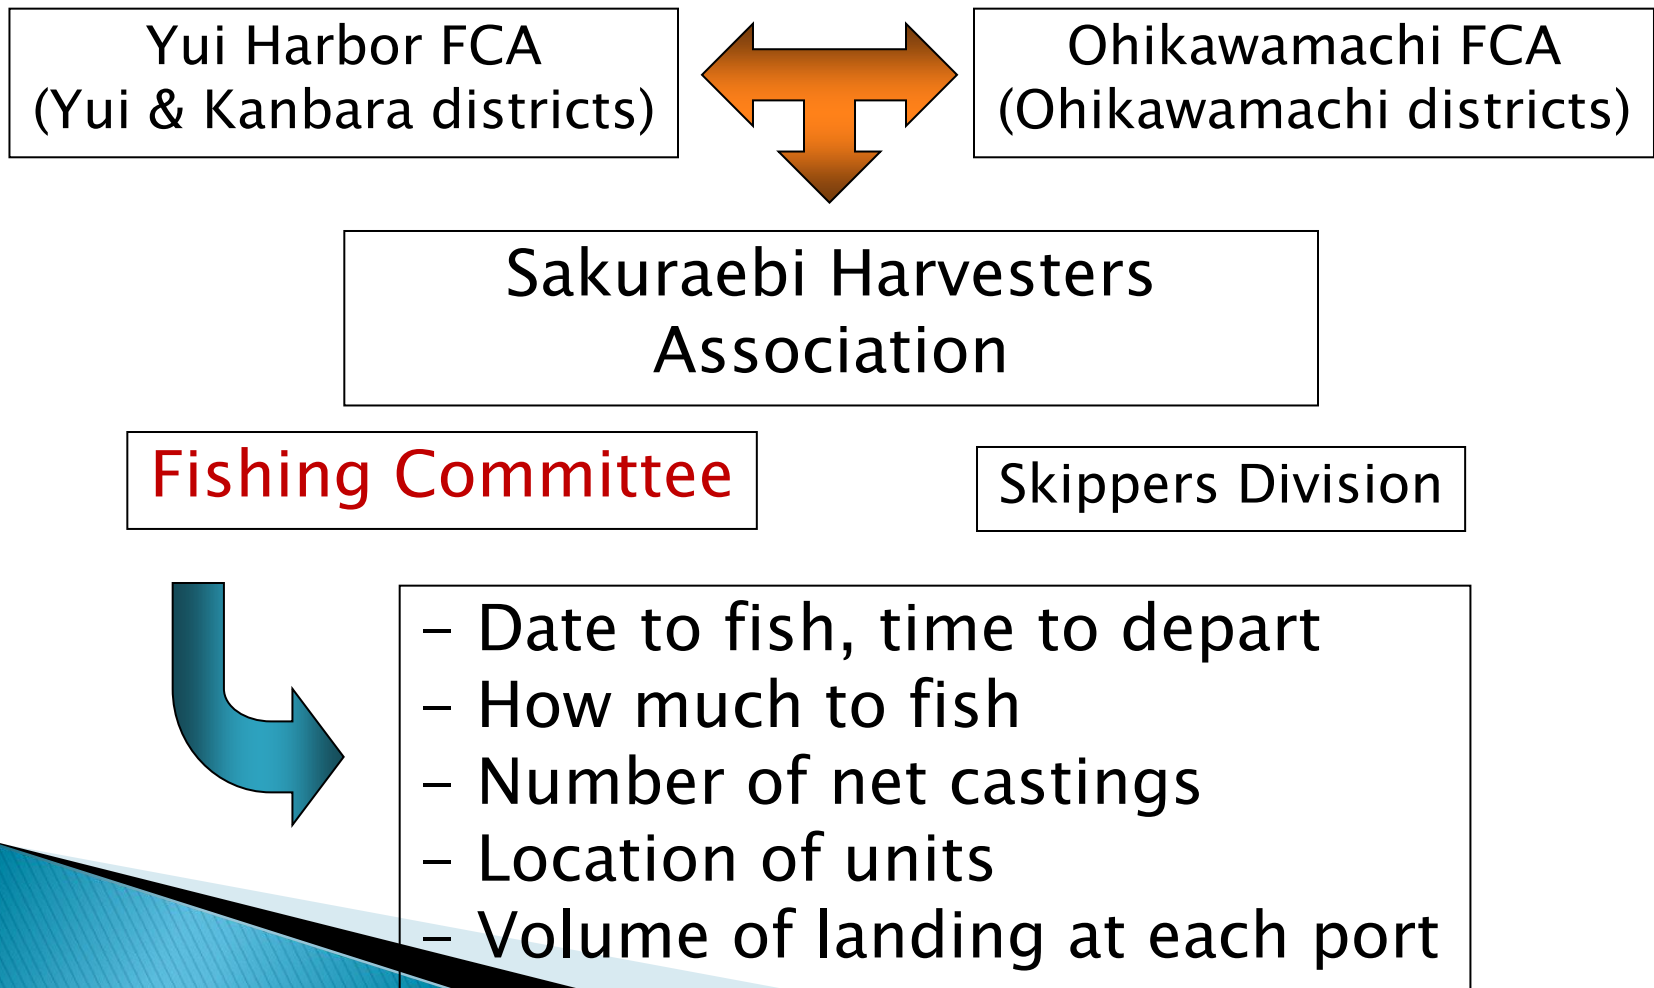 Yui Harbor FCA
(Yui & Kanbara districts)
Ohikawamachi FCA
(Ohikawamachi districts)
Sakuraebi Harvesters
Association
Fishing Committee
Skippers Division
– Date to fish, time to depart
– How much to fish
– Number of net castings
– Location of units
– Volume of landing at each port